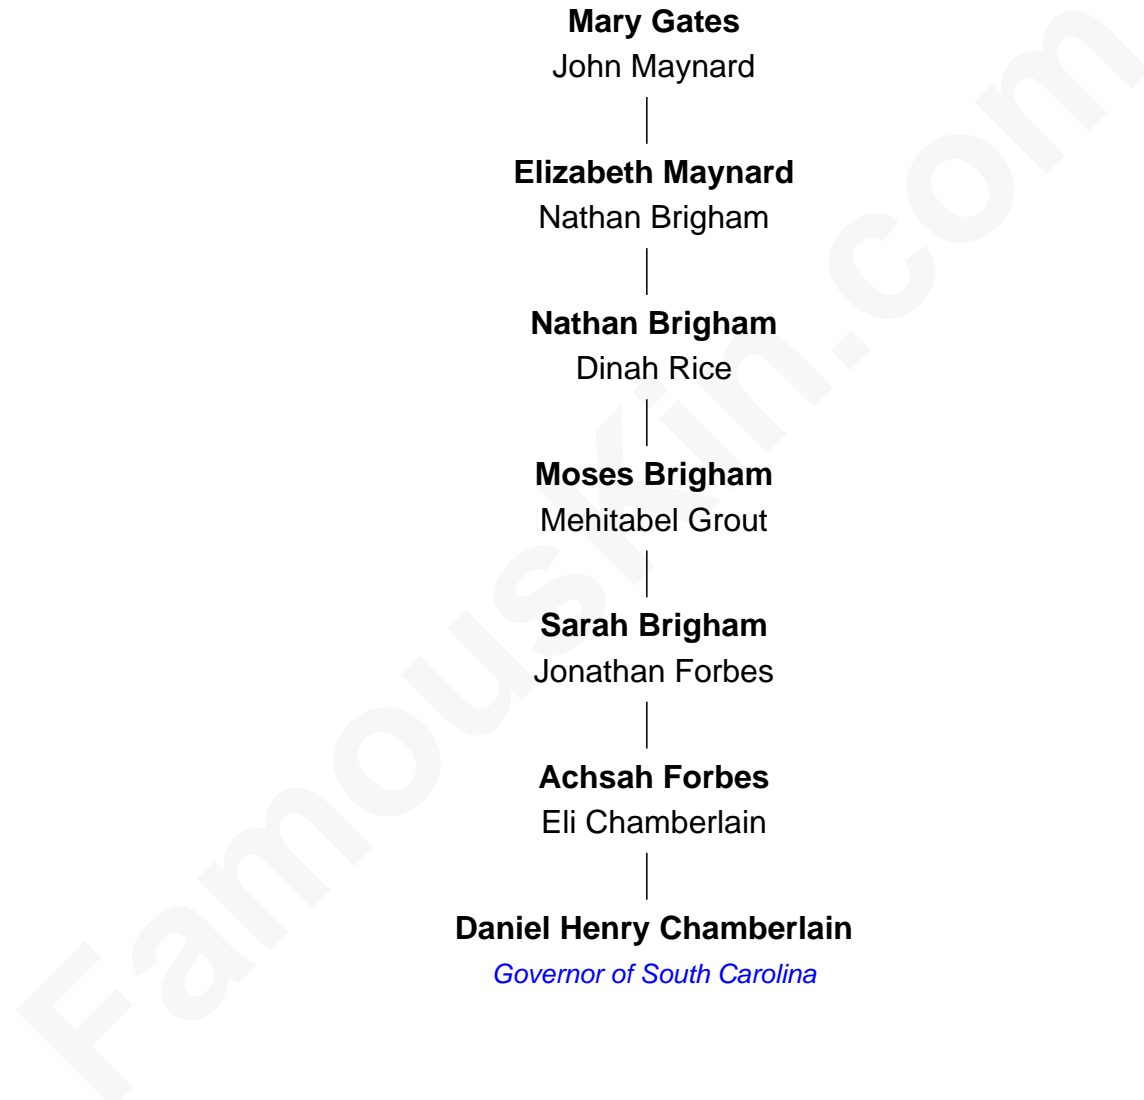 Mary Gates
John Maynard
Elizabeth Maynard
Nathan Brigham
Nathan Brigham
Dinah Rice
Moses Brigham
Mehitabel Grout
Sarah Brigham
Jonathan Forbes
Achsah Forbes
Eli Chamberlain
Daniel Henry Chamberlain
Governor of South Carolina
FamousKin.com